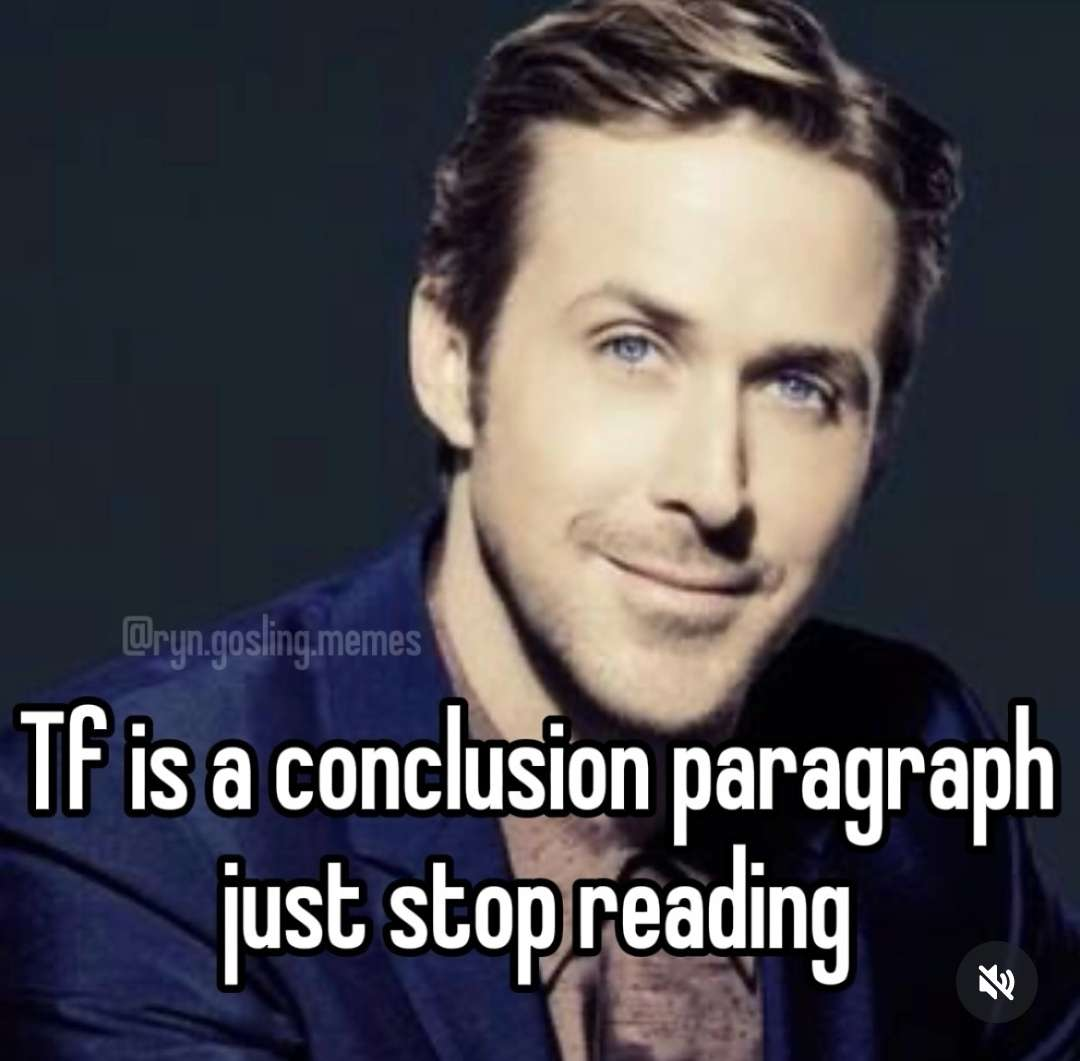 @ryn.gosling.memes
Tf is a conclusion paragraph
just stop reading